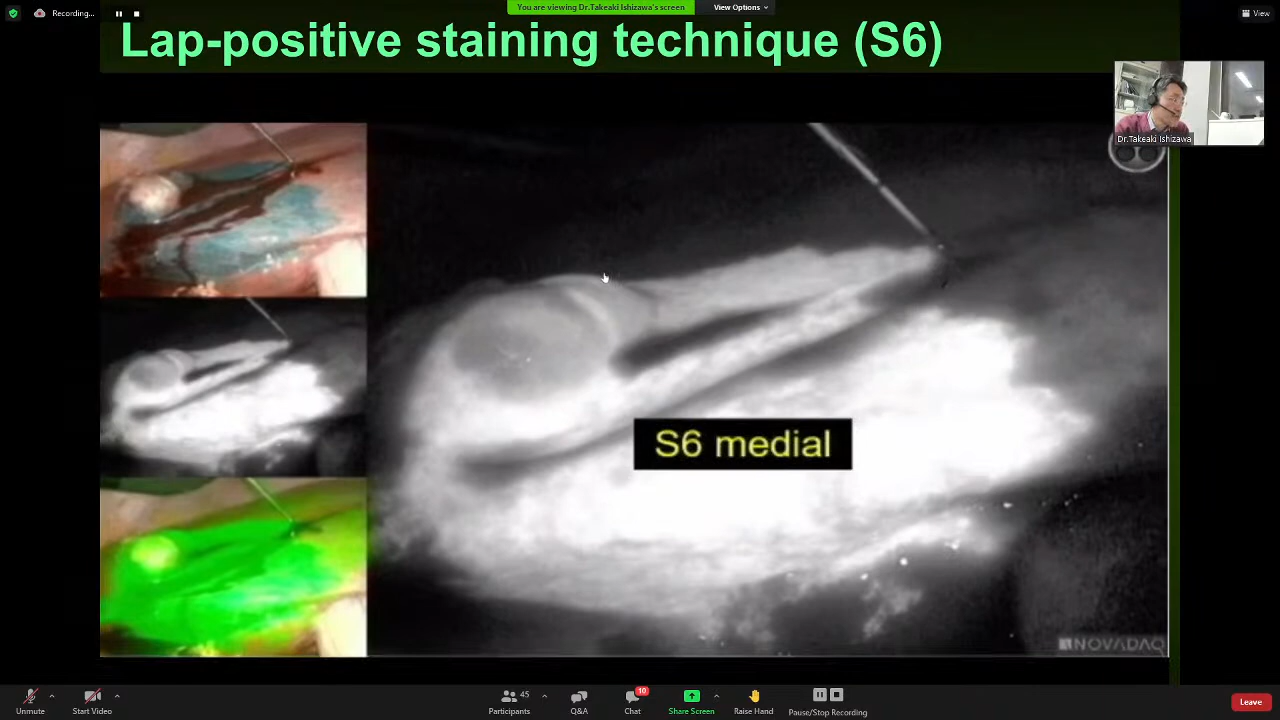 Recording...
You are viewing Dr.Takeaki Ishizawa's screen
View Options
View
Lap-positive staining technique (S6)
Dr.Takeaki Ishizawa
S6 medial
NOVADAQ
Unmute
Start Video
Participants
45
Q&A
Chat
10
Share Screen
Raise Hand
Pause/Stop Recording
Leave